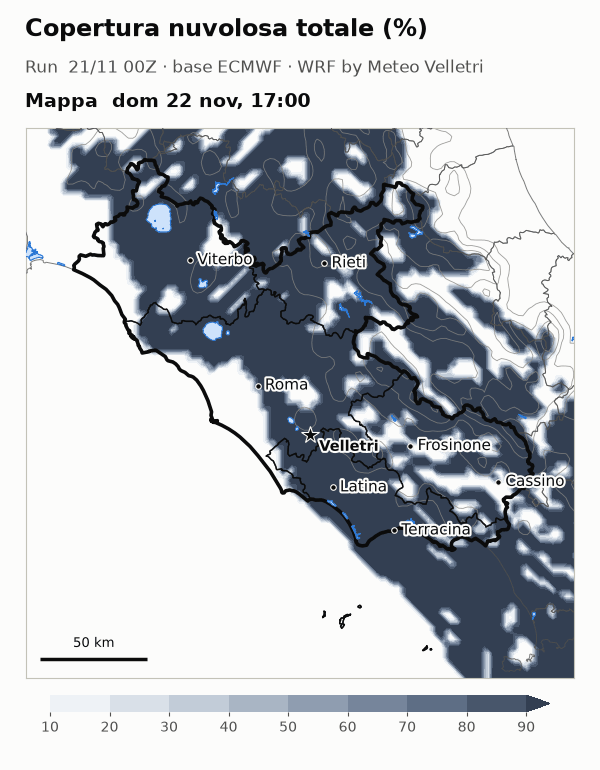 Copertura nuvolosa totale (%)
Run  21/11 00Z · base ECMWF · WRF by Meteo Velletri
Mappa  dom 22 nov, 17:00
Viterbo
Rieti
Roma
Velletri
Frosinone
Latina
Cassino
Terracina
50 km
10 20 30 40 50 60 70 80 90